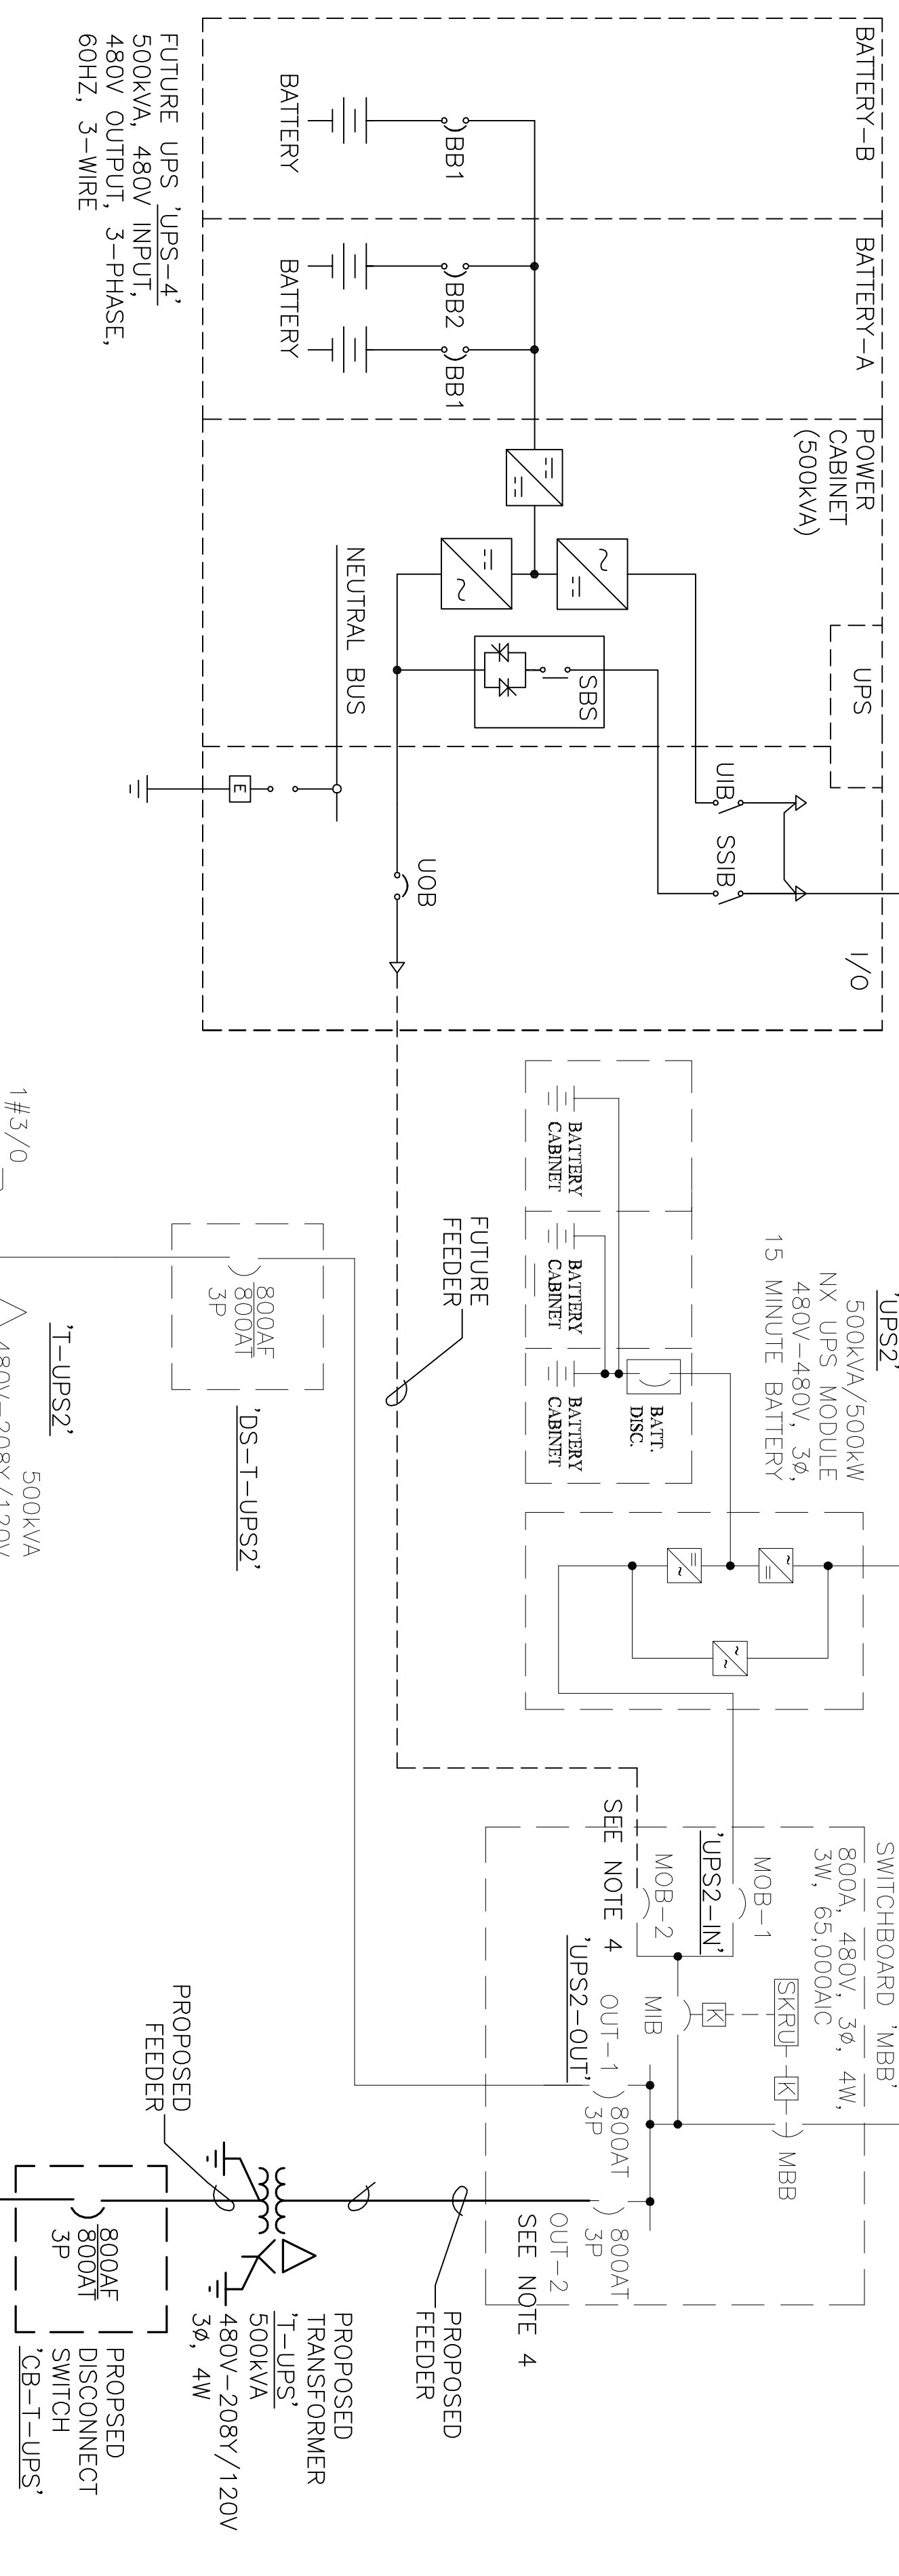 BATTERY-B
BATTERY-A
POWER
CABINET
(500kVA)
UPS
I/O
BB1
BATTERY
BB2
BB1
BATTERY
SBS
NEUTRAL BUS
E
UIB
SSIB
UOB
FUTURE UPS 'UPS-4'
500kVA, 480V INPUT,
480V OUTPUT, 3-PHASE,
60HZ, 3-WIRE
'UPS2'
500kVA/500kW
NX UPS MODULE
480V-480V, 3Ø,
15 MINUTE BATTERY
BATTERY
CABINET
BATTERY
CABINET
BATTERY
CABINET
BATT.
DISC.
FUTURE
FEEDER
800AF
800AT
3P
'DS-T-UPS2'
1#3/0
'T-UPS2'
500kVA
480V-208Y/120V
SWITCHBOARD 'MBB'
800A, 480V, 3Ø, 4W,
3W, 65,000AIC
MOB-1
'UPS2-IN'
MOB-2
SEE NOTE 4
SKRU
K
K
MIB
MBB
OUT-1
'UPS2-OUT'
800AT
3P
800AT
3P
OUT-2
SEE NOTE 4
PROPOSED
FEEDER
PROPOSED
FEEDER
PROPOSED
TRANSFORMER
'T-UPS'
500kVA
480V-208Y/120V
3Ø, 4W
800AF
800AT
3P
PROPSED
DISCONNECT
SWITCH
'CB-T-UPS'